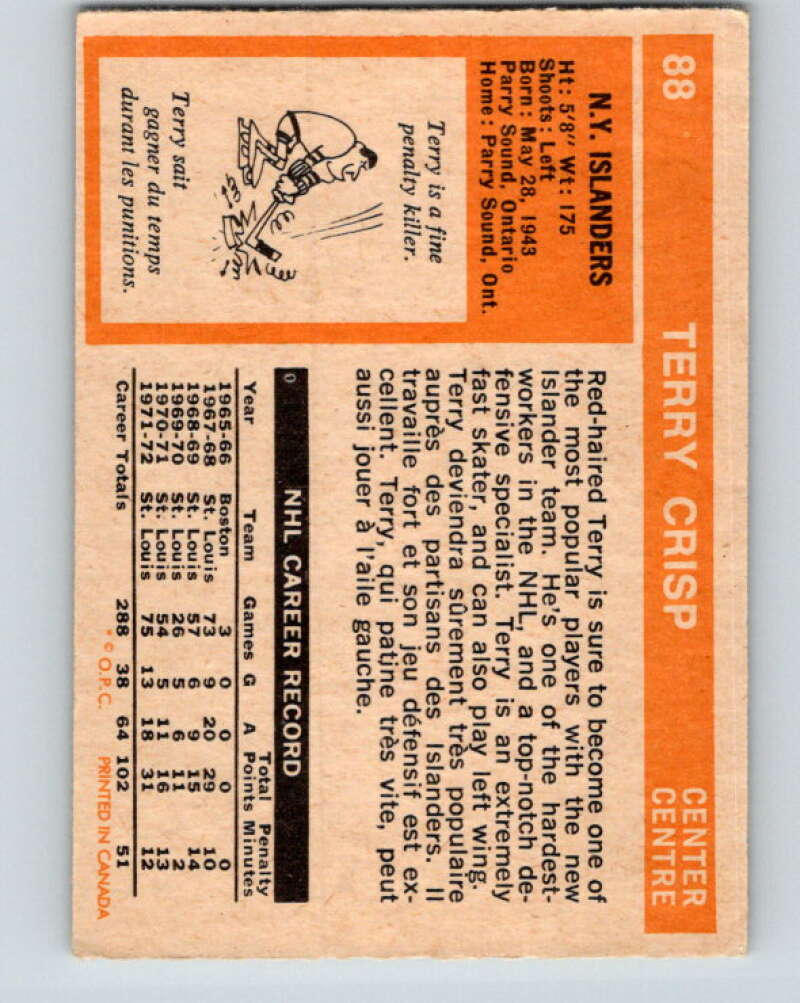 88 TERRY CRISP CENTER
CENTRE
N.Y. ISLANDERS
Ht: 5'8" Wt: 175
Shoots: Left
Born: May 28, 1943
Parry Sound, Ontario
Home: Parry Sound, Ont.
Terry is a fine
penalty killer.
Terry sait
gagner du temps
durant les punitions.
Red-haired Terry is sure to become one of
the most popular players with the new
Islander team. He's one of the hardest-
workers in the NHL, and a top-notch de-
fensive specialist. Terry is an extremely
fast skater, and can also play left wing.
Terry deviendra sûrement très populaire
auprès des partisans des Islanders. Il
travaille fort et son jeu défensif est ex-
cellent. Terry, qui patine très vite, peut
aussi jouer à l'aile gauche.
NHL CAREER RECORD
Total Penalty
Year Team Games G A Points Minutes
1965-66 Boston 3 0 0 0 0
1967-68 St. Louis 73 9 20 29 10
1968-69 St. Louis 57 6 9 15 14
1969-70 St. Louis 26 5 6 11 2
1970-71 St. Louis 54 5 11 16 13
1971-72 St. Louis 75 13 18 31 12
Career Totals 288 38 64 102 51
* © O.P.C. PRINTED IN CANADA